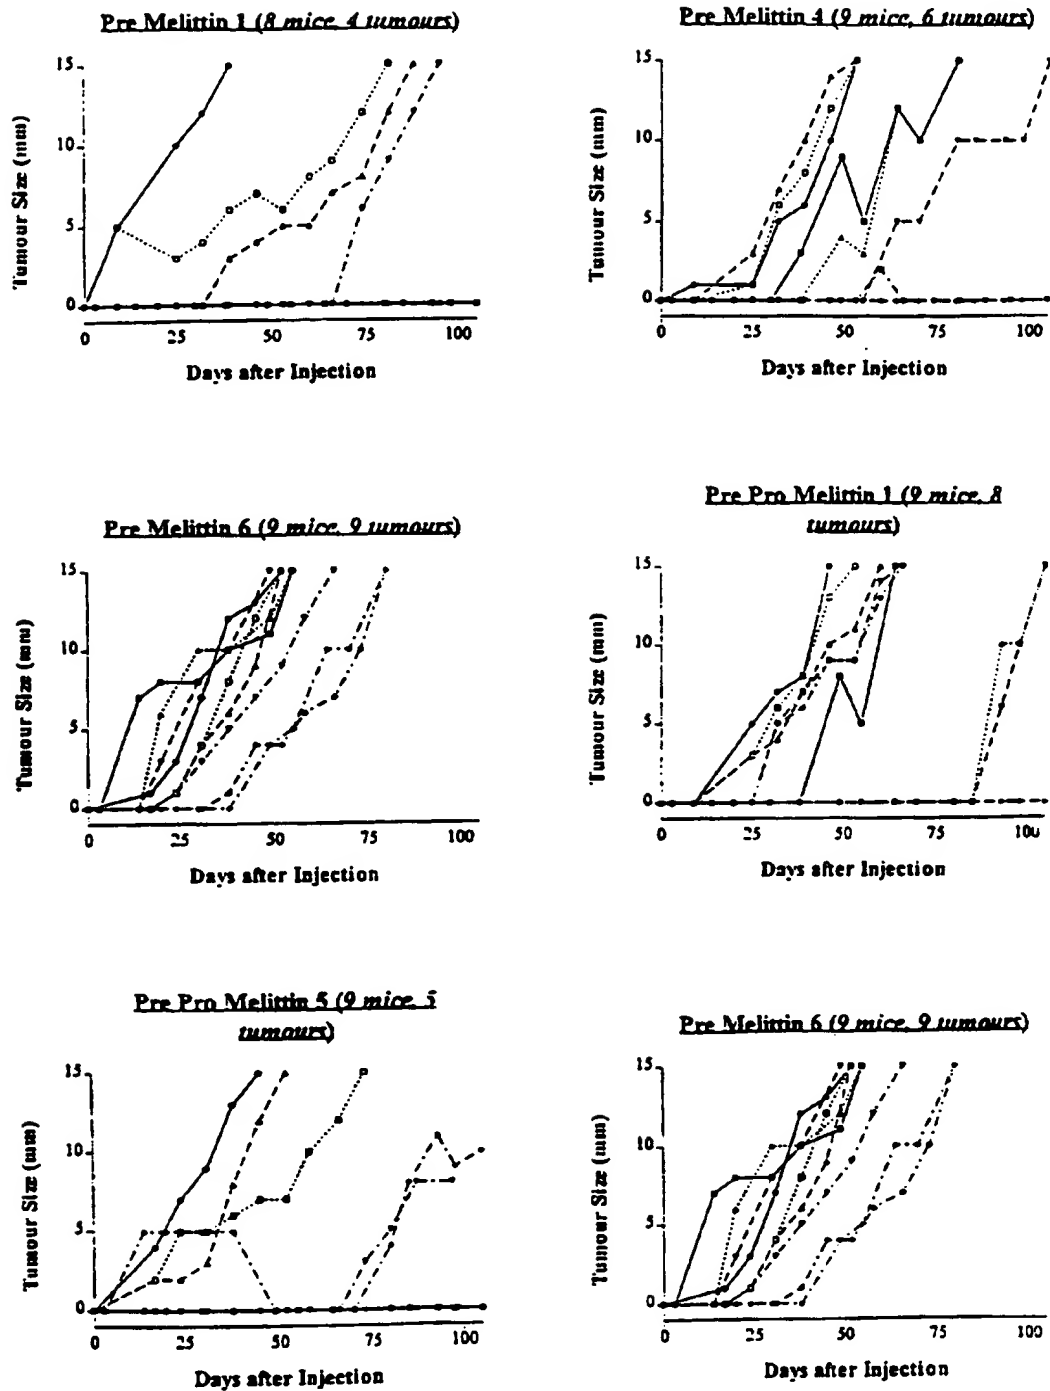 Pre Melittin 1 (8 mice, 4 tumours)
15
10
5
0
Tumour Size (mm)
0 25 50 75 100
Days after Injection
Pre Melittin 4 (9 mice, 6 tumours)
15
10
5
0
Tumour Size (mm)
0 25 50 75 100
Days after Injection
Pre Melittin 6 (9 mice, 9 tumours)
15
10
5
0
Tumour Size (mm)
0 25 50 75 100
Days after Injection
Pre Pro Melittin 1 (9 mice, 8
tumours)
15
10
5
0
Tumour Size (mm)
0 25 50 75 100
Days after Injection
Pre Pro Melittin 5 (9 mice, 5
tumours)
15
10
5
0
Tumour Size (mm)
0 25 50 75 100
Days after Injection
Pre Melittin 6 (9 mice, 9 tumours)
15
10
5
0
Tumour Size (mm)
0 25 50 75 100
Days after Injection